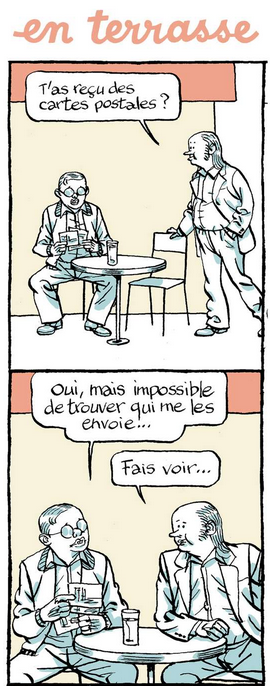 en terrasse
T'as reçu des
cartes postales ?
Oui, mais impossible
de trouver qui me les
envoie...
Fais voir...